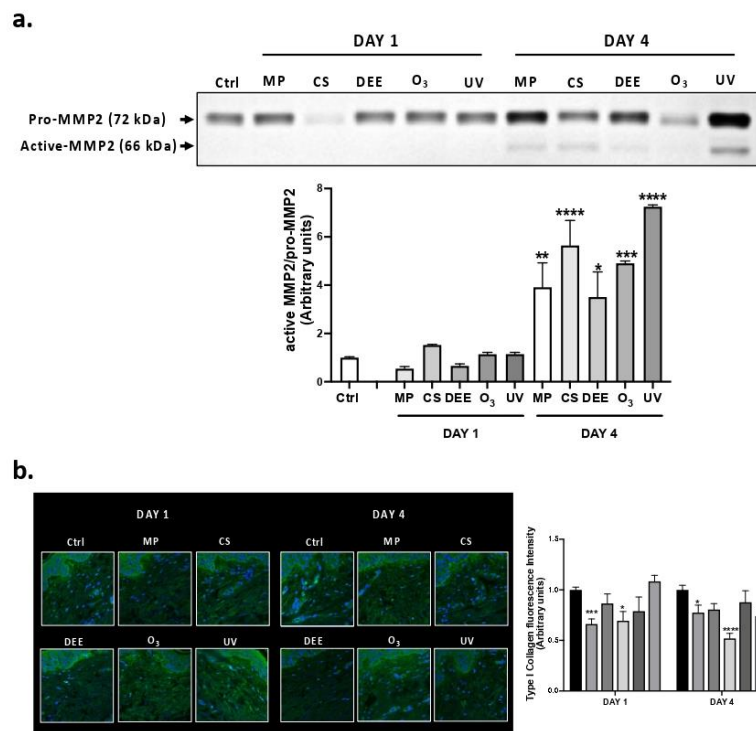 a.
DAY 1 DAY 4
Ctrl MP CS DEE O3 UV MP CS DEE O3 UV
Pro-MMP2 (72 kDa)
Active-MMP2 (66 kDa)
active MMP2/pro-MMP2
(Arbitrary units)
8
6
4
2
0
** **** * *** ****
Ctrl MP CS DEE O3 UV MP CS DEE O3 UV
DAY 1 DAY 4
b.
DAY 1 DAY 4
Ctrl MP CS Ctrl MP CS
DEE O3 UV DEE O3 UV
Type I Collagen fluorescence Intensity
(Arbitrary units)
1.5
1.0
0.5
0.0
*** * * ****
DAY 1 DAY 4